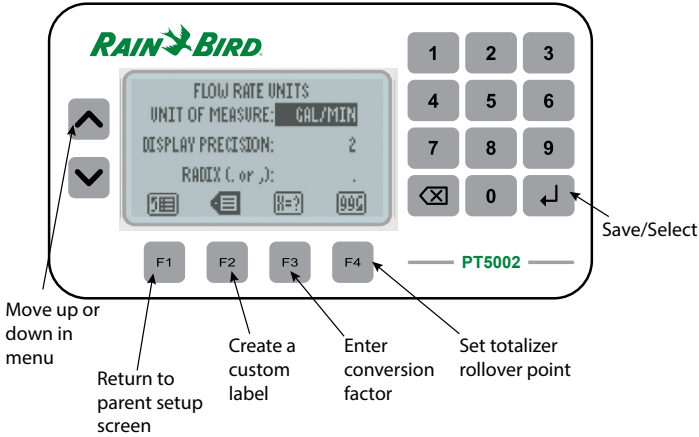 RAIN BIRD
FLOW RATE UNITS
UNIT OF MEASURE: GAL/MIN
DISPLAY PRECISION: 2
RADIX (. or ,): .
X=?
999
1 2 3
4 5 6
7 8 9
0
F1 F2 F3 F4
PT5002
Save/Select
Move up or
down in
menu
Return to
parent setup
screen
Create a
custom
label
Enter
conversion
factor
Set totalizer
rollover point